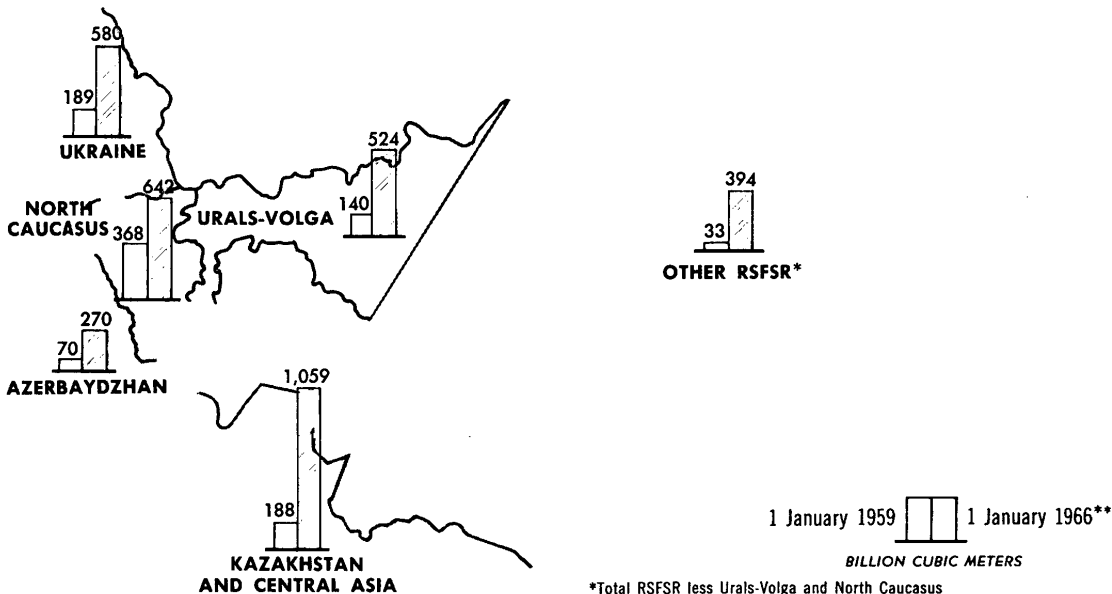 580
189
UKRAINE
524
642
NORTH
CAUCASUS
368
URALS-VOLGA
140
394
33
OTHER RSFSR*
270
70
AZERBAYDZHAN
1,059
188
KAZAKHSTAN
AND CENTRAL ASIA
1 January 1959
1 January 1966**
BILLION CUBIC METERS
*Total RSFSR less Urals-Volga and North Caucasus